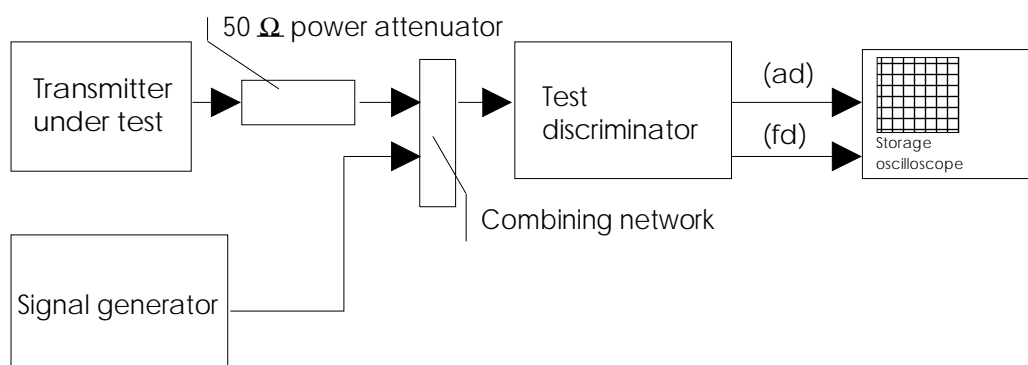 50 Ω power attenuator
Transmitter
under test
Test
discriminator
(ad)
(fd)
Storage
oscilloscope
Combining network
Signal generator